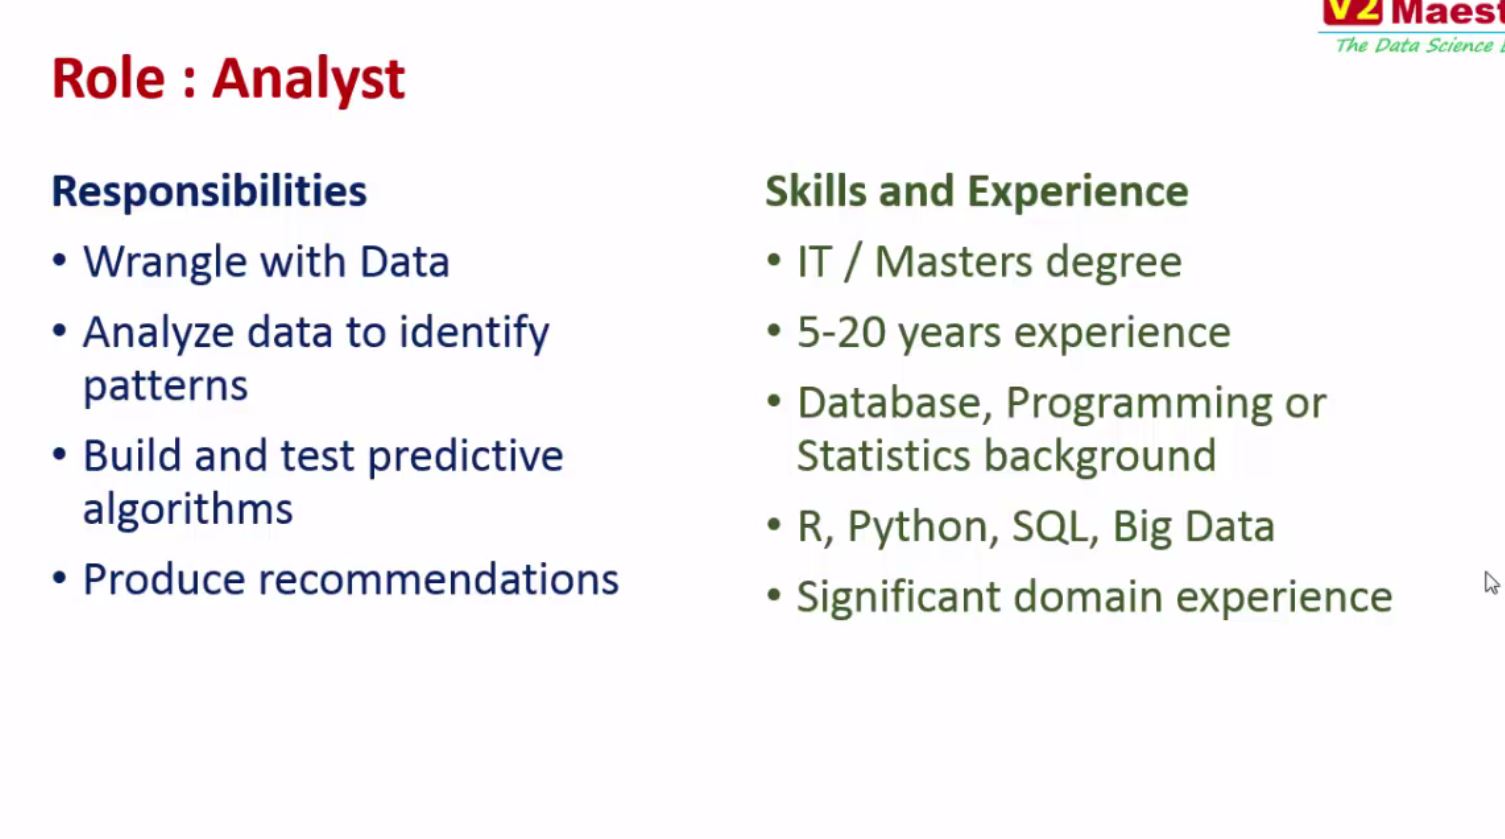 V2 Maest
The Data Science
Role : Analyst
Responsibilities
• Wrangle with Data
• Analyze data to identify
patterns
• Build and test predictive
algorithms
• Produce recommendations
Skills and Experience
• IT / Masters degree
• 5-20 years experience
• Database, Programming or
Statistics background
• R, Python, SQL, Big Data
• Significant domain experience